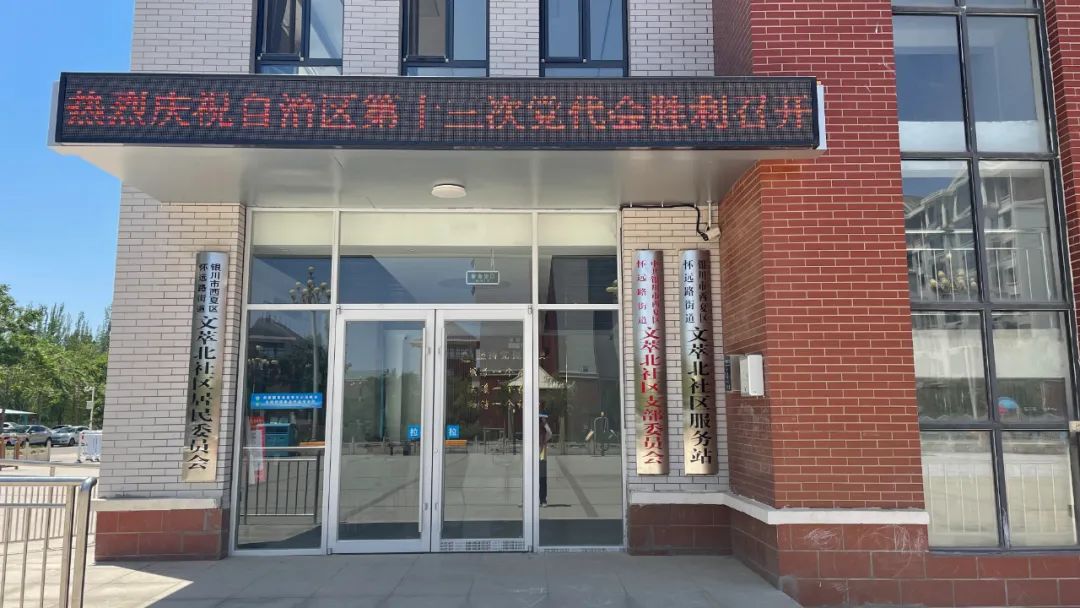 热烈庆祝自治区第十三次党代会胜利召开
银川市西夏区
怀远路街道
文萃北社区居民委员会
中共银川市西夏区
怀远路街道
文萃北社区支部委员会
银川市西夏区
怀远路街道
文萃北社区服务站
拉
拉